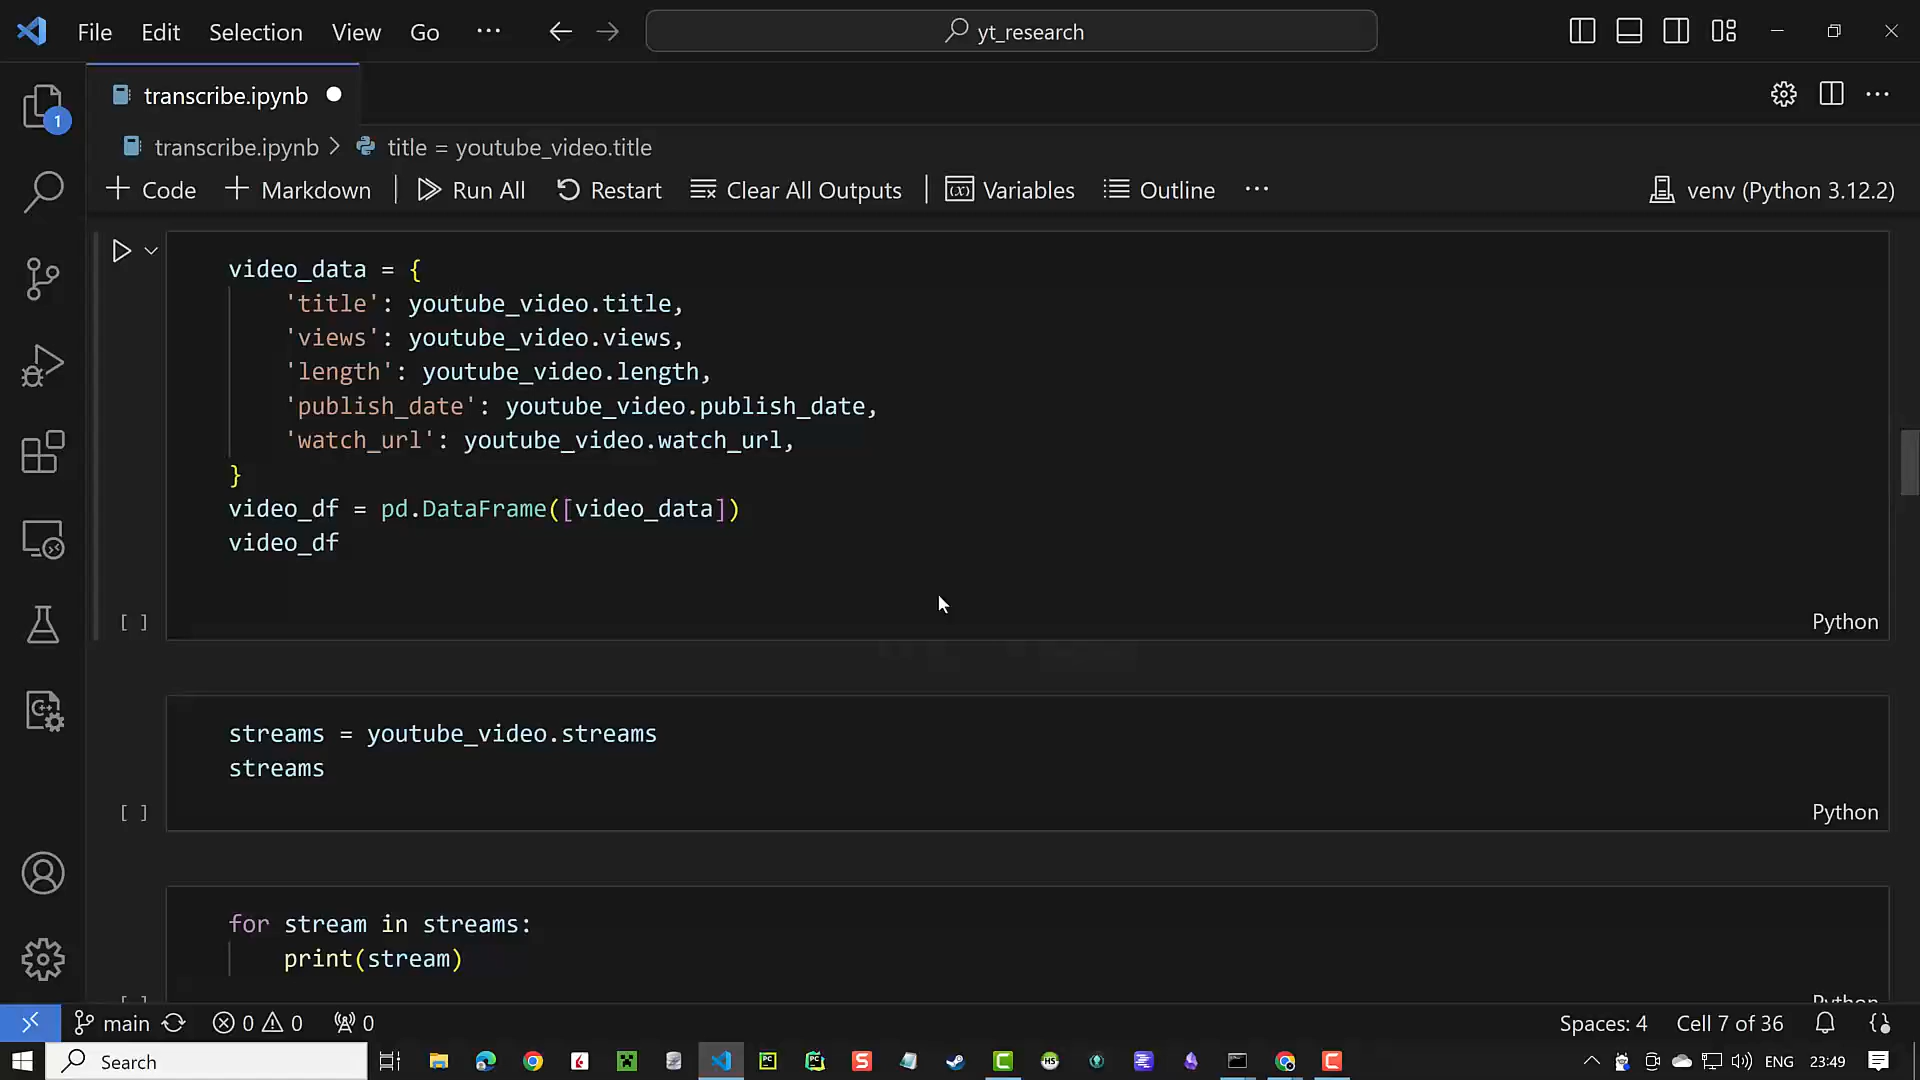 File Edit Selection View Go ··· yt_research
transcribe.ipynb
1
transcribe.ipynb > title = youtube_video.title
+ Code + Markdown | Run All Restart Clear All Outputs | (x) Variables Outline ··· venv (Python 3.12.2)
video_data = {
    'title': youtube_video.title,
    'views': youtube_video.views,
    'length': youtube_video.length,
    'publish_date': youtube_video.publish_date,
    'watch_url': youtube_video.watch_url,
}
video_df = pd.DataFrame([video_data])
video_df
[ ] Python
streams = youtube_video.streams
streams
[ ] Python
for stream in streams:
    print(stream)
[ ] Python
main 0 0 0 Spaces: 4 Cell 7 of 36
Search ENG 23:49